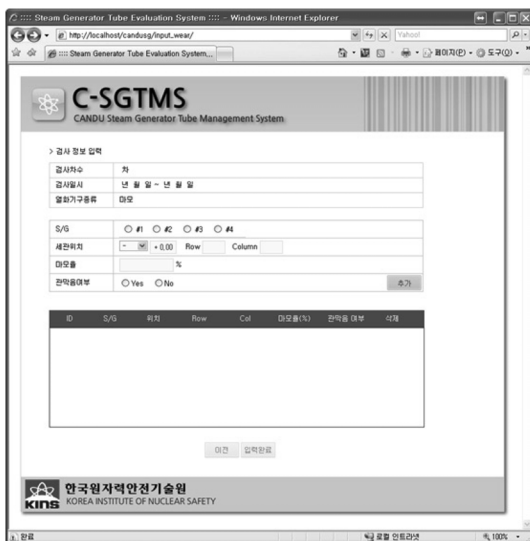 :::: Steam Generator Tube Evaluation System :::: - Windows Internet Explorer
http://localhost/candusg/input_wear/
Yahoo!
:::: Steam Generator Tube Evaluation System,...
페이지(P) 도구(O)
C-SGTMS
CANDU Steam Generator Tube Management System
> 검사 정보 입력
검사차수 차
검사일시 년 월 일 ~ 년 월 일
열화기구종류 마모
S/G #1 #2 #3 #4
세관위치 - + 0,00 Row Column
마모율 %
관막음여부 Yes No 추가
ID S/G 위치 Row Col 마모율(%) 관막음 여부 삭제
이전 입력완료
한국원자력안전기술원
KINS KOREA INSTITUTE OF NUCLEAR SAFETY
완료 로컬 인트라넷 100%